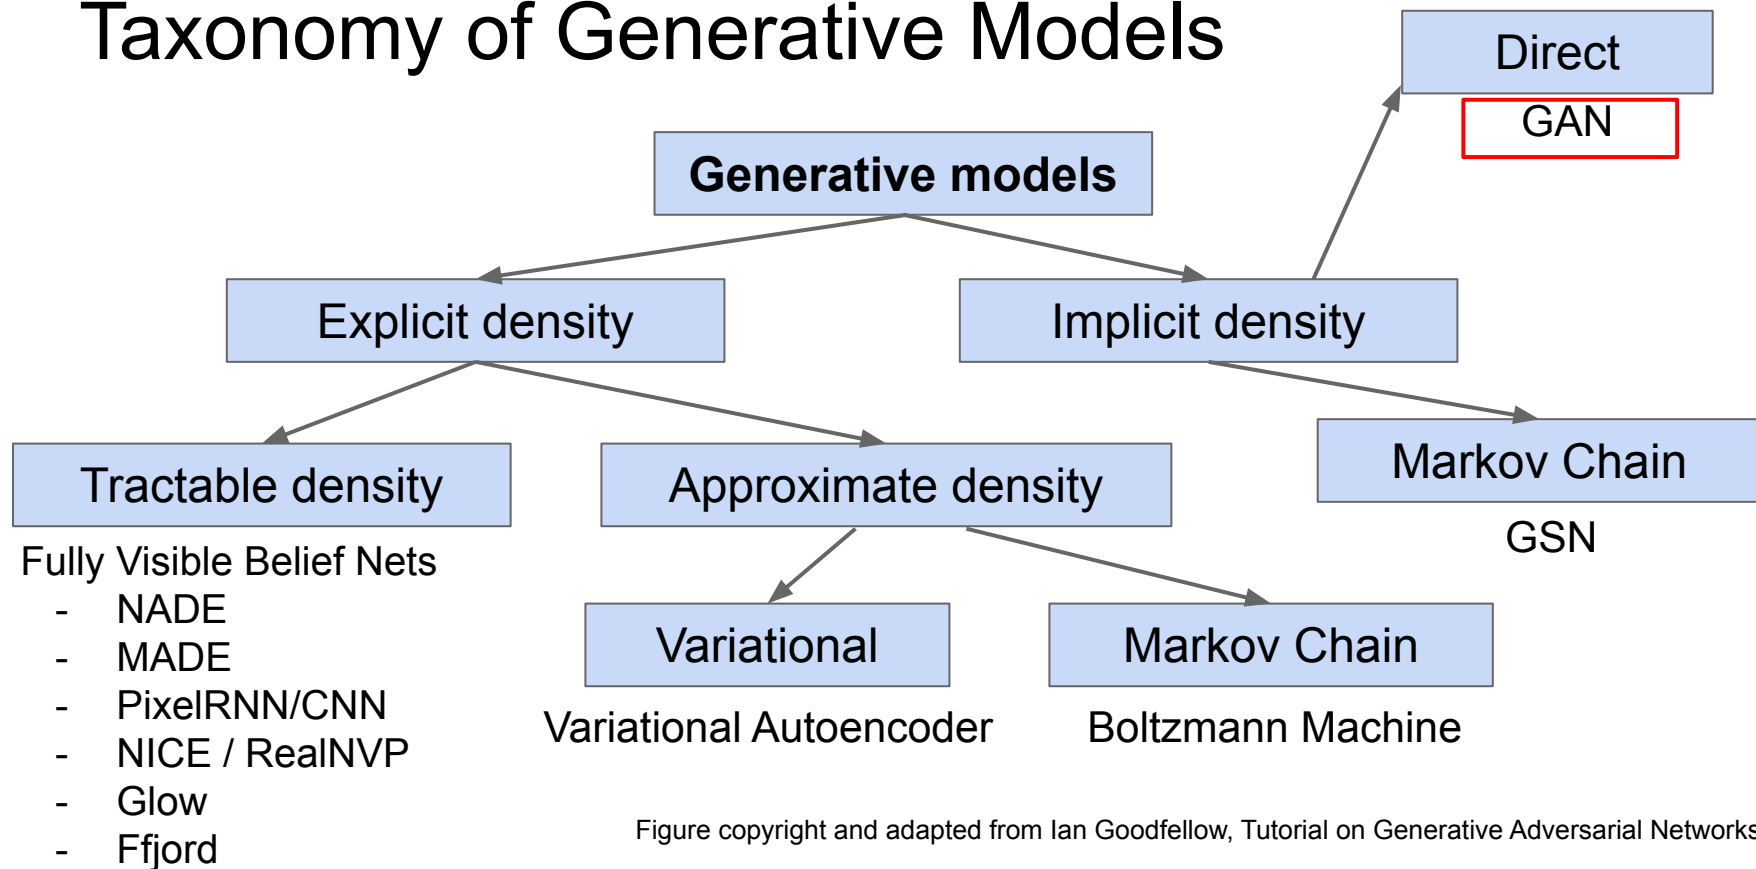 Taxonomy of Generative Models
Direct
GAN
Generative models
Explicit density
Implicit density
Tractable density
Approximate density
Markov Chain
GSN
Fully Visible Belief Nets
- NADE
- MADE
- PixelRNN/CNN
- NICE / RealNVP
- Glow
- Ffjord
Variational
Markov Chain
Variational Autoencoder
Boltzmann Machine
Figure copyright and adapted from Ian Goodfellow, Tutorial on Generative Adversarial Networks